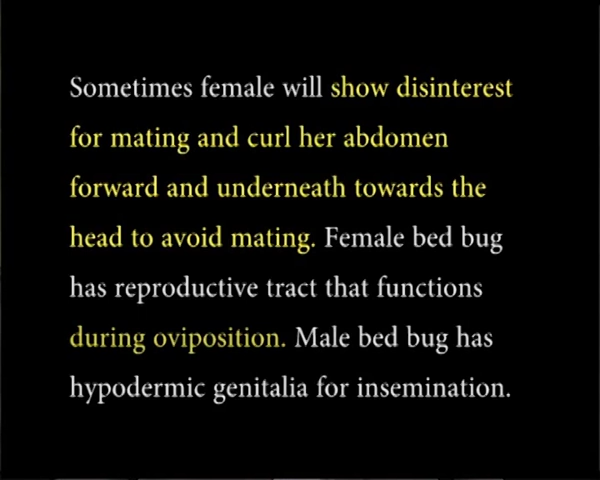 Sometimes female will show disinterest
for mating and curl her abdomen
forward and underneath towards the
head to avoid mating. Female bed bug
has reproductive tract that functions
during oviposition. Male bed bug has
hypodermic genitalia for insemination.